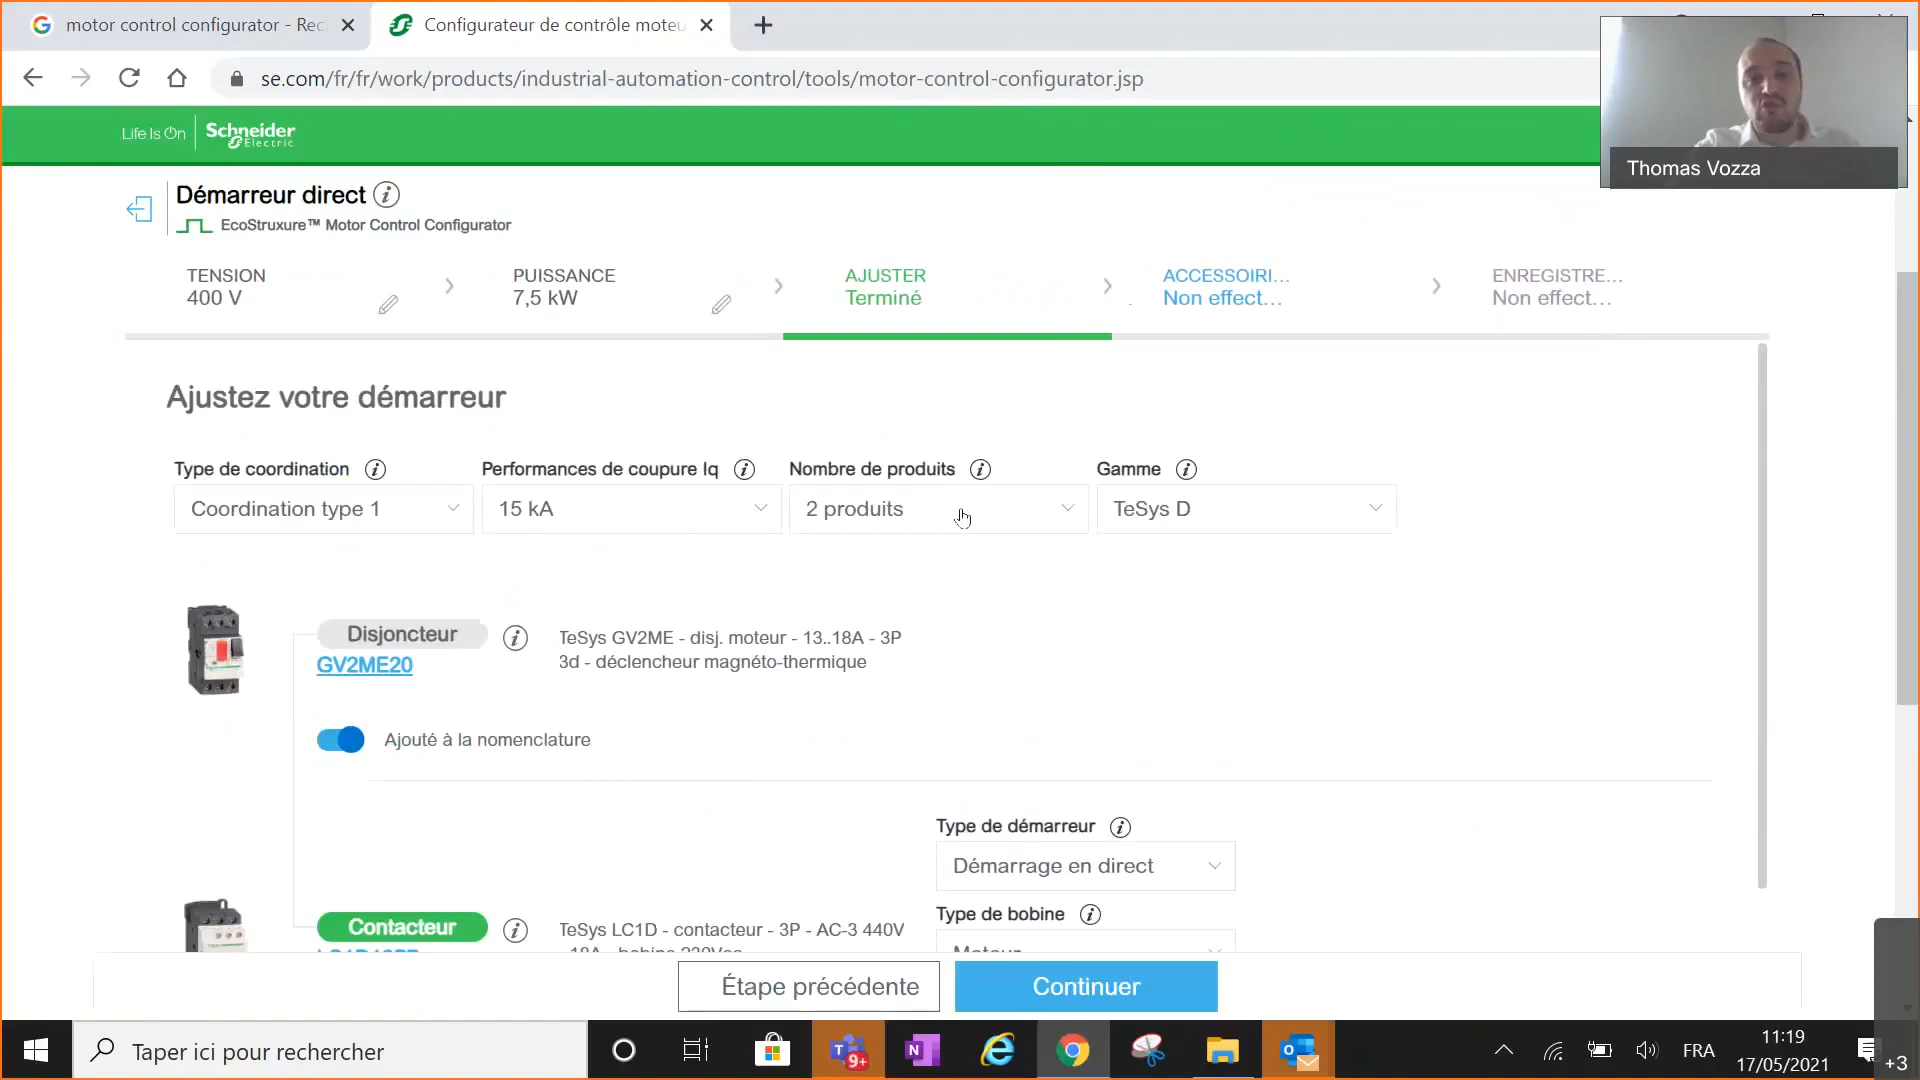 motor control configurator - Rec
Configurateur de contrôle moteu
se.com/fr/fr/work/products/industrial-automation-control/tools/motor-control-configurator.jsp
Thomas Vozza
Life Is On
Schneider
Electric
Démarreur direct
EcoStruxure™ Motor Control Configurator
TENSION
400 V
PUISSANCE
7,5 kW
AJUSTER
Terminé
ACCESSOIRI...
Non effect...
ENREGISTRE...
Non effect...
Ajustez votre démarreur
Type de coordination
Performances de coupure Iq
Nombre de produits
Gamme
Coordination type 1
15 kA
2 produits
TeSys D
Disjoncteur
GV2ME20
TeSys GV2ME - disj. moteur - 13..18A - 3P
3d - déclencheur magnéto-thermique
Ajouté à la nomenclature
Type de démarreur
Démarrage en direct
Type de bobine
Contacteur
TeSys LC1D - contacteur - 3P - AC-3 440V
Étape précédente
Continuer
Taper ici pour rechercher
9+
FRA
11:19
17/05/2021
+3